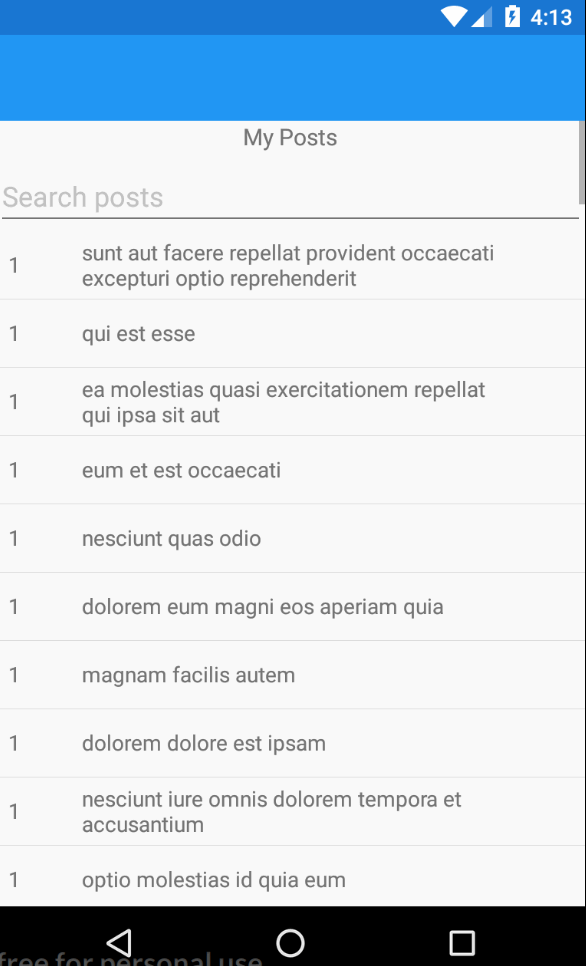 4:13
My Posts
Search posts
1
sunt aut facere repellat provident occaecati
excepturi optio reprehenderit
1
qui est esse
1
ea molestias quasi exercitationem repellat
qui ipsa sit aut
1
eum et est occaecati
1
nesciunt quas odio
1
dolorem eum magni eos aperiam quia
1
magnam facilis autem
1
dolorem dolore est ipsam
1
nesciunt iure omnis dolorem tempora et
accusantium
1
optio molestias id quia eum
free for personal use